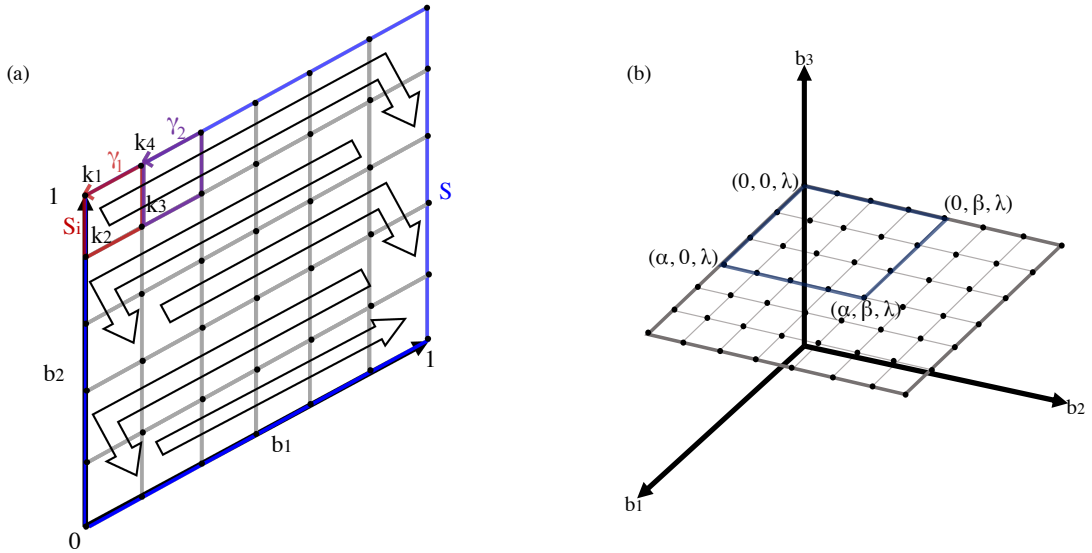 (a)
k4
γ2
γ1
k1
1
k3
Si
k2
S
b2
1
b1
0
(b)
b3
(0, 0, λ)
(0, β, λ)
(α, 0, λ)
(α, β, λ)
b2
b1